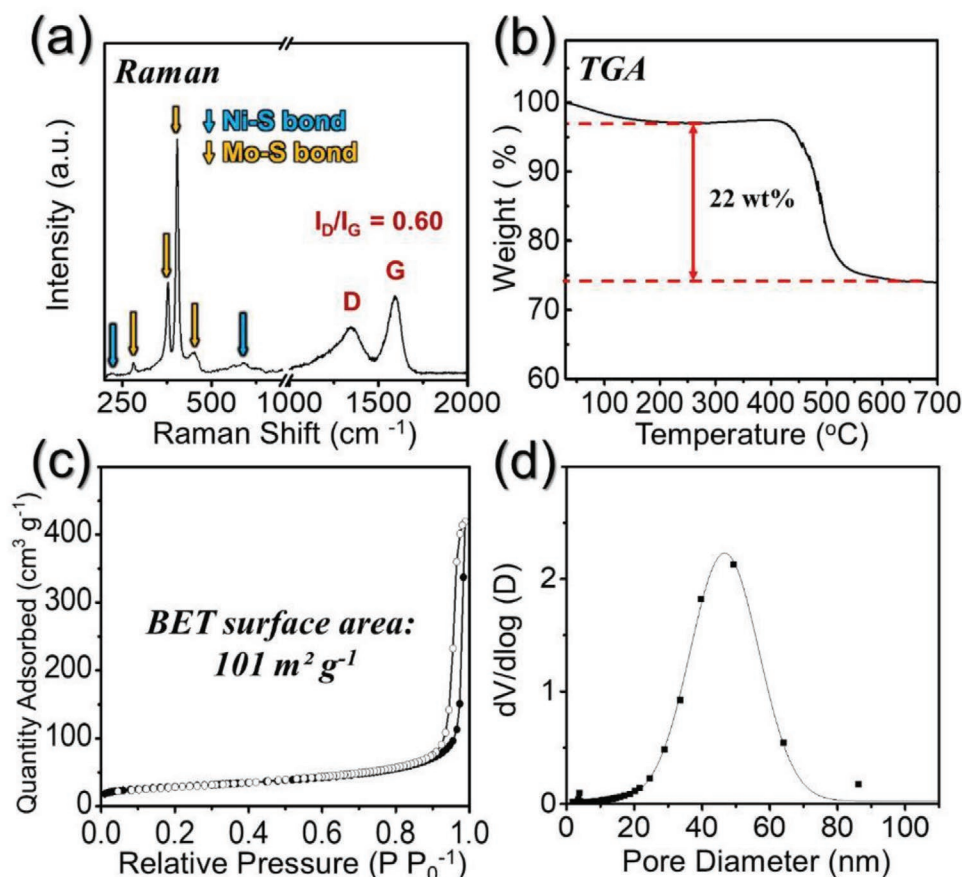 (a)
Raman
Ni-S bond
Mo-S bond
I_D/I_G = 0.60
D
G
Intensity (a.u.)
250 500 1000 1500 2000
Raman Shift (cm ⁻¹)
(b)
TGA
100
90
80
70
60
22 wt%
Weight ( % )
100 200 300 400 500 600 700
Temperature (ºC)
(c)
400
300
200
100
0
BET surface area:
101 m² g⁻¹
Quantity Adsorbed (cm³ g⁻¹)
0.0 0.2 0.4 0.6 0.8 1.0
Relative Pressure (P P₀⁻¹)
(d)
3
2
1
0
dV/dlog (D)
0 20 40 60 80 100
Pore Diameter (nm)